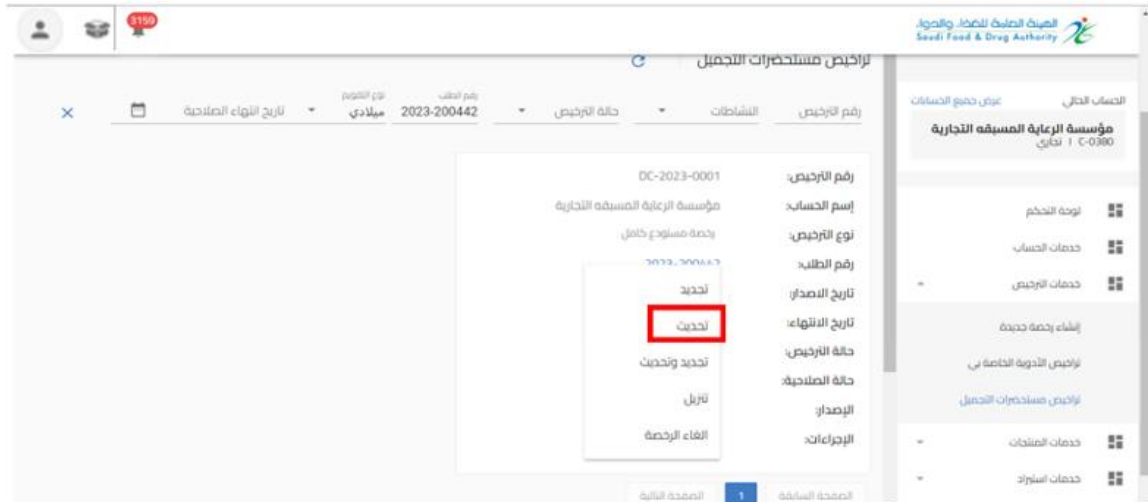 3159
الهيئة العامة للغذاء والدواء
Saudi Food & Drug Authority
تراخيص مستحضرات التجميل
رقم الترخيص
النشاطات
حالة الترخيص
رقم الطلب
2023-200442
نوع التقويم
ميلادي
تاريخ انتهاء الصلاحية
الحساب الحالي
عرض جميع الحسابات
مؤسسة الرعاية المسبقه التجارية
C-0380 | تجاري
لوحة التحكم
خدمات الحساب
خدمات الترخيص
إنشاء رخصة جديدة
تراخيص الأدوية الخاصة بي
تراخيص مستحضرات التجميل
خدمات المنتجات
خدمات استيراد
رقم الترخيص:
DC-2023-0001
إسم الحساب:
مؤسسة الرعاية المسبقه التجارية
نوع الترخيص:
رخصة مستودع كامل
رقم الطلب:
2023-200442
تاريخ الاصدار:
تاريخ الانتهاء:
حالة الترخيص:
حالة الصلاحية:
الإصدار:
الإجراءات:
تجديد
تحديث
تجديد وتحديث
تنزيل
الغاء الرخصة
الصفحة السابقة
1
الصفحة التالية